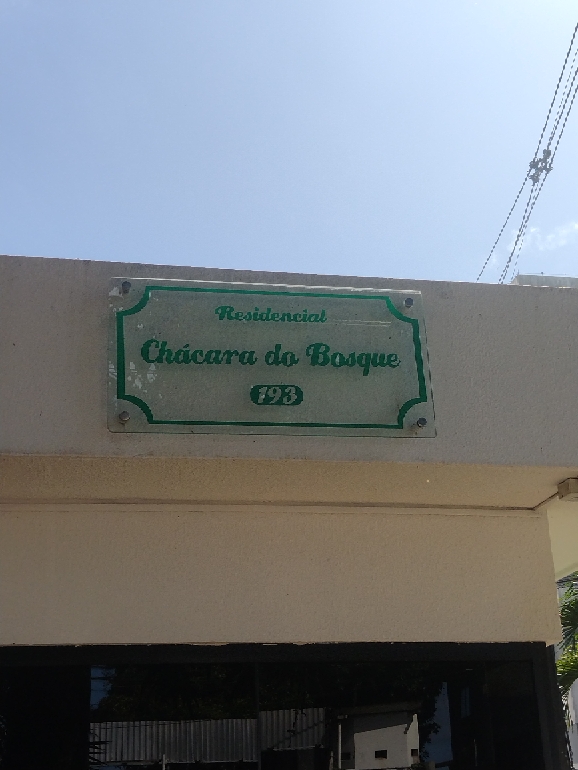 Residencial
Chácara do Bosque
193